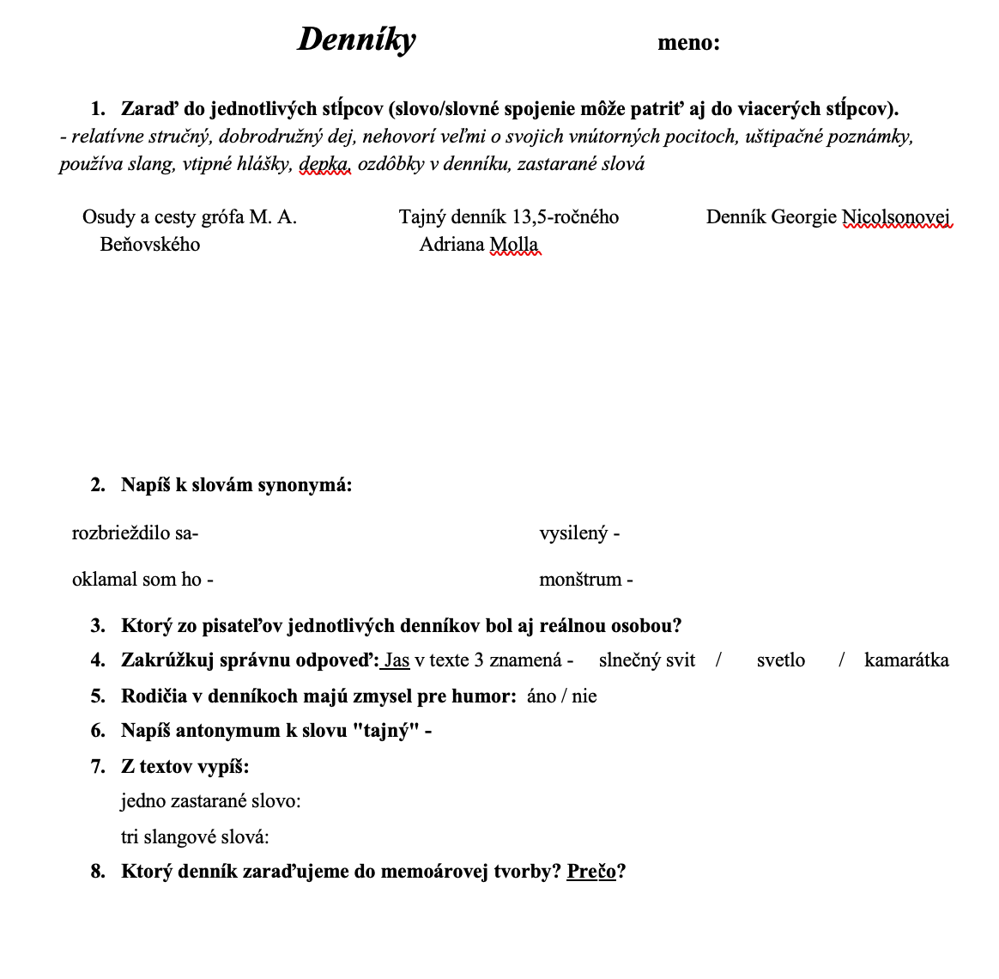 Denníky meno:
1. Zaraď do jednotlivých stĺpcov (slovo/slovné spojenie môže patriť aj do viacerých stĺpcov).
- relatívne stručný, dobrodružný dej, nehovorí veľmi o svojich vnútorných pocitoch, uštipačné poznámky,
používa slang, vtipné hlášky, depka, ozdôbky v denníku, zastarané slová
Osudy a cesty grófa M. A. Tajný denník 13,5-ročného Denník Georgie Nicolsonovej
Beňovského Adriana Molla
2. Napíš k slovám synonymá:
rozbrieždilo sa- vysilený -
oklamal som ho - monštrum -
3. Ktorý zo pisateľov jednotlivých denníkov bol aj reálnou osobou?
4. Zakrúžkuj správnu odpoveď: Jas v texte 3 znamená - slnečný svit / svetlo / kamarátka
5. Rodičia v denníkoch majú zmysel pre humor: áno / nie
6. Napíš antonymum k slovu "tajný" -
7. Z textov vypíš:
jedno zastarané slovo:
tri slangové slová:
8. Ktorý denník zaraďujeme do memoárovej tvorby? Prečo?